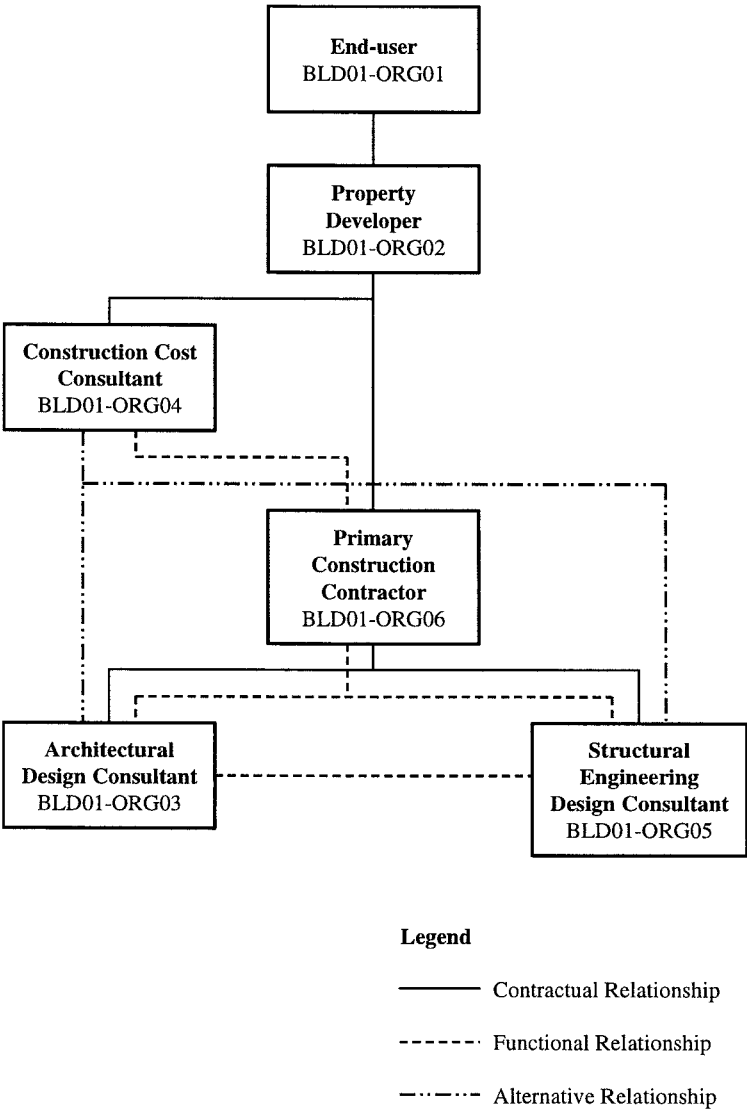 End-user
BLD01-ORG01
Property
Developer
BLD01-ORG02
Construction Cost
Consultant
BLD01-ORG04
Primary
Construction
Contractor
BLD01-ORG06
Architectural
Design Consultant
BLD01-ORG03
Structural
Engineering
Design Consultant
BLD01-ORG05
Legend
Contractual Relationship
Functional Relationship
Alternative Relationship